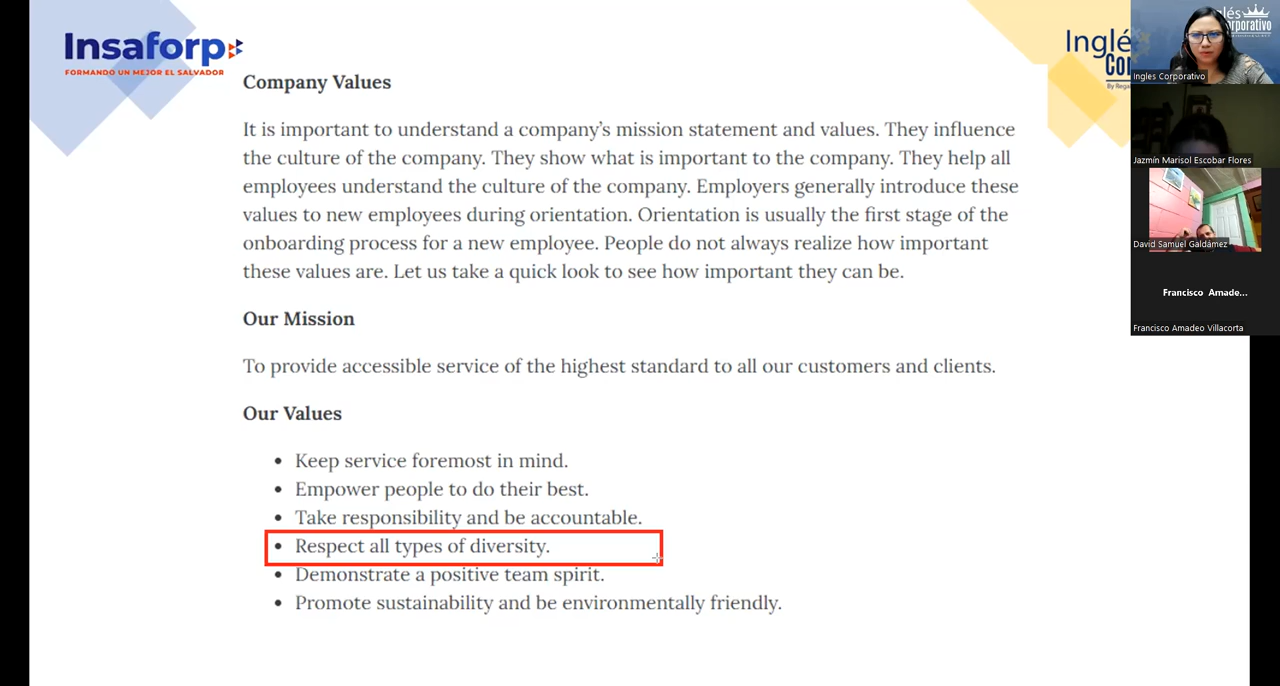 Insaforp
FORMANDO UN MEJOR EL SALVADOR
Company Values
It is important to understand a company's mission statement and values. They influence
the culture of the company. They show what is important to the company. They help all
employees understand the culture of the company. Employers generally introduce these
values to new employees during orientation. Orientation is usually the first stage of the
onboarding process for a new employee. People do not always realize how important
these values are. Let us take a quick look to see how important they can be.
Our Mission
To provide accessible service of the highest standard to all our customers and clients.
Our Values
• Keep service foremost in mind.
• Empower people to do their best.
• Take responsibility and be accountable.
• Respect all types of diversity.
• Demonstrate a positive team spirit.
• Promote sustainability and be environmentally friendly.
Inglé
Co
By Rega
glés
orporativo
Ingles Corporativo
Jazmín Marisol Escobar Flores
David Samuel Galdámez
Francisco Amade...
Francisco Amadeo Villacorta